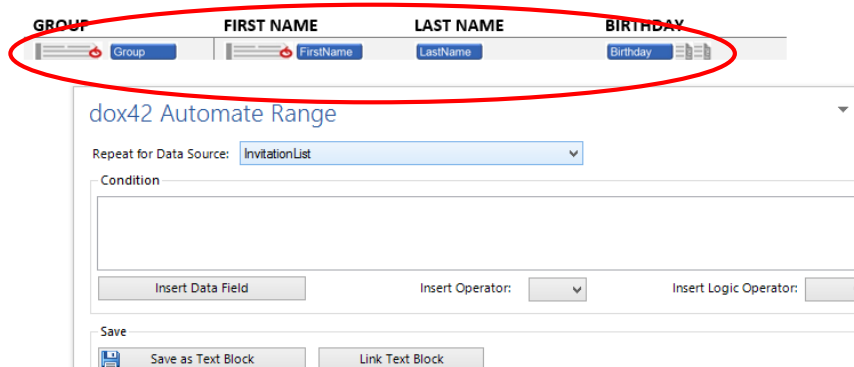 GROUP FIRST NAME LAST NAME BIRTHDAY
Group FirstName LastName Birthday
dox42 Automate Range
Repeat for Data Source: InvitationList
Condition
Insert Data Field Insert Operator: Insert Logic Operator:
Save
Save as Text Block Link Text Block